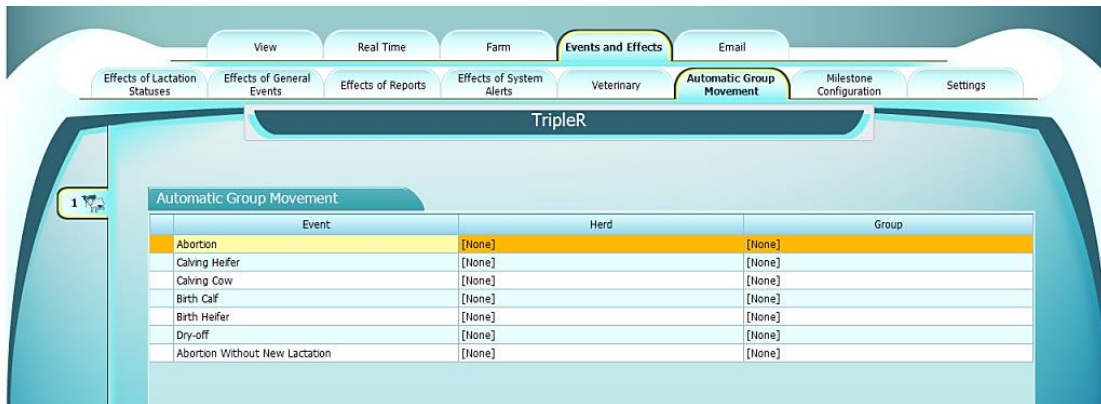 View Real Time Farm Events and Effects Email
Effects of Lactation Statuses Effects of General Events Effects of Reports Effects of System Alerts Veterinary Automatic Group Movement Milestone Configuration Settings
TripleR
1
Automatic Group Movement
Event Herd Group
Abortion [None] [None]
Calving Heifer [None] [None]
Calving Cow [None] [None]
Birth Calf [None] [None]
Birth Heifer [None] [None]
Dry-off [None] [None]
Abortion Without New Lactation [None] [None]